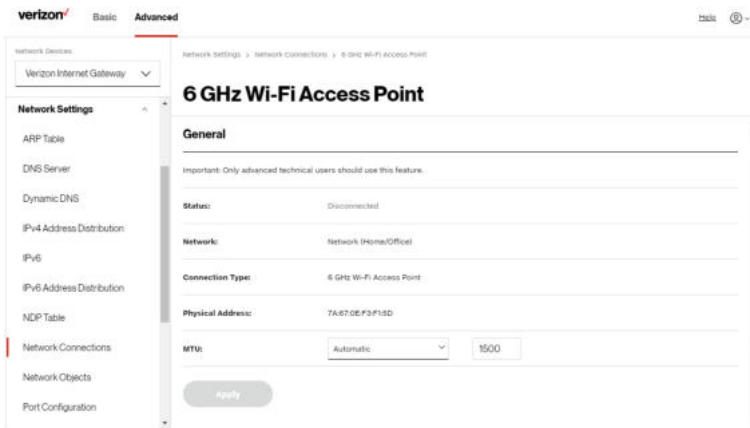 verizon
Basic
Advanced
Help
Network Devices:
Verizon Internet Gateway
Network Settings
ARP Table
DNS Server
Dynamic DNS
IPv4 Address Distribution
IPv6
IPv6 Address Distribution
NDP Table
Network Connections
Network Objects
Port Configuration
Network Settings > Network Connections > 6 GHz Wi-Fi Access Point
6 GHz Wi-Fi Access Point
General
Important: Only advanced technical users should use this feature.
Status: Disconnected
Network: Network (Home/Office)
Connection Type: 6 GHz Wi-Fi Access Point
Physical Address: 7A:67:0E:F3:F1:5D
MTU: Automatic 1500
Apply